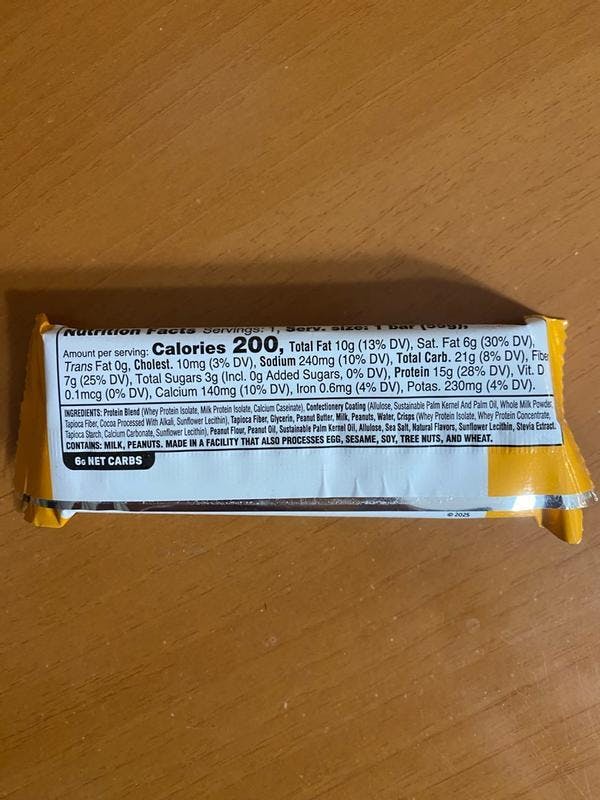 Nutrition Facts Servings: 1, Serv. size: 1 bar (50g),
Amount per serving: Calories 200, Total Fat 10g (13% DV), Sat. Fat 6g (30% DV),
Trans Fat 0g, Cholest. 10mg (3% DV), Sodium 240mg (10% DV), Total Carb. 21g (8% DV), Fiber
7g (25% DV), Total Sugars 3g (Incl. 0g Added Sugars, 0% DV), Protein 15g (28% DV), Vit. D
0.1mcg (0% DV), Calcium 140mg (10% DV), Iron 0.6mg (4% DV), Potas. 230mg (4% DV).
INGREDIENTS: Protein Blend (Whey Protein Isolate, Milk Protein Isolate, Calcium Caseinate), Confectionery Coating (Allulose, Sustainable Palm Kernel And Palm Oil, Whole Milk Powder,
Tapioca Fiber, Cocoa Processed With Alkali, Sunflower Lecithin), Tapioca Fiber, Glycerin, Peanut Butter, Milk, Peanuts, Water, Crisps (Whey Protein Isolate, Whey Protein Concentrate,
Tapioca Starch, Calcium Carbonate, Sunflower Lecithin), Peanut Flour, Peanut Oil, Sustainable Palm Kernel Oil, Allulose, Sea Salt, Natural Flavors, Sunflower Lecithin, Stevia Extract.
CONTAINS: MILK, PEANUTS. MADE IN A FACILITY THAT ALSO PROCESSES EGG, SESAME, SOY, TREE NUTS, AND WHEAT.
6G NET CARBS
© 2025